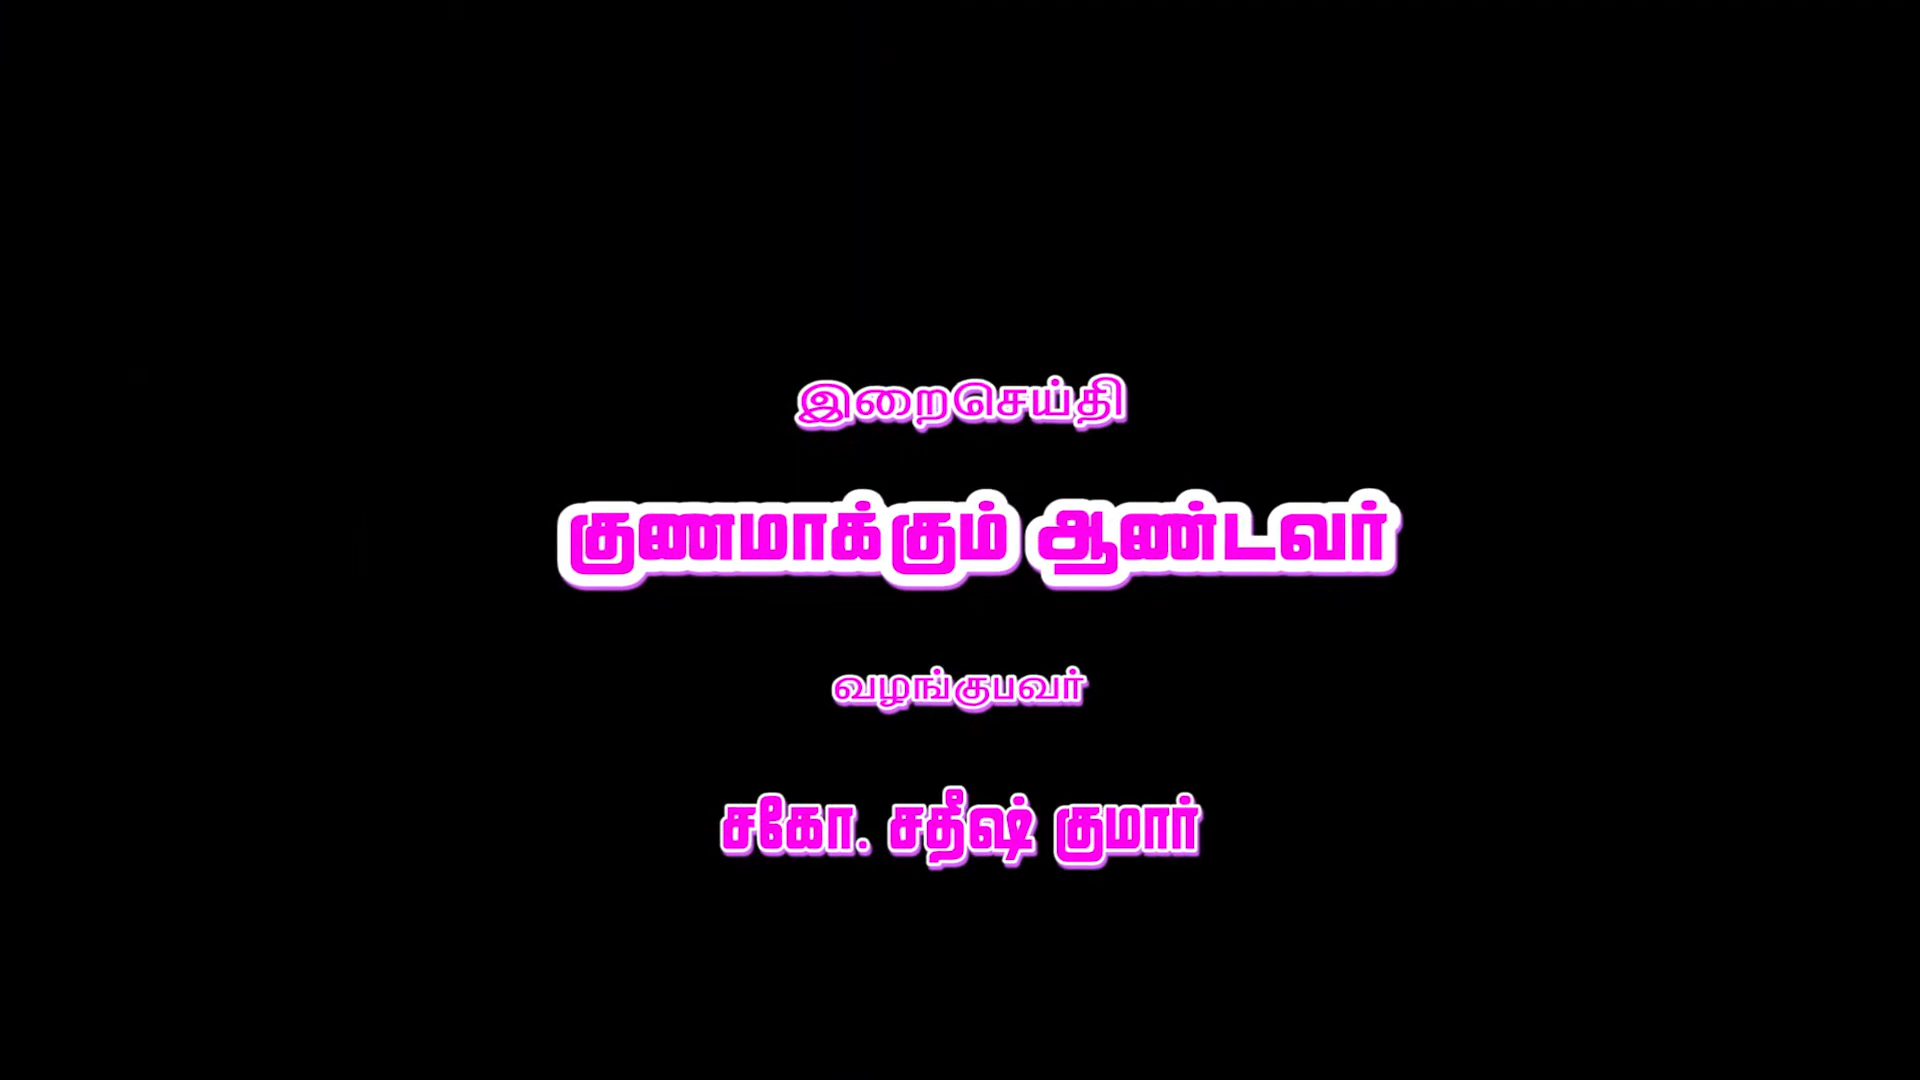 இறைசெய்தி
குணமாக்கும் ஆண்டவர்
வழங்குபவர்
சகோ. சதீஷ் குமார்